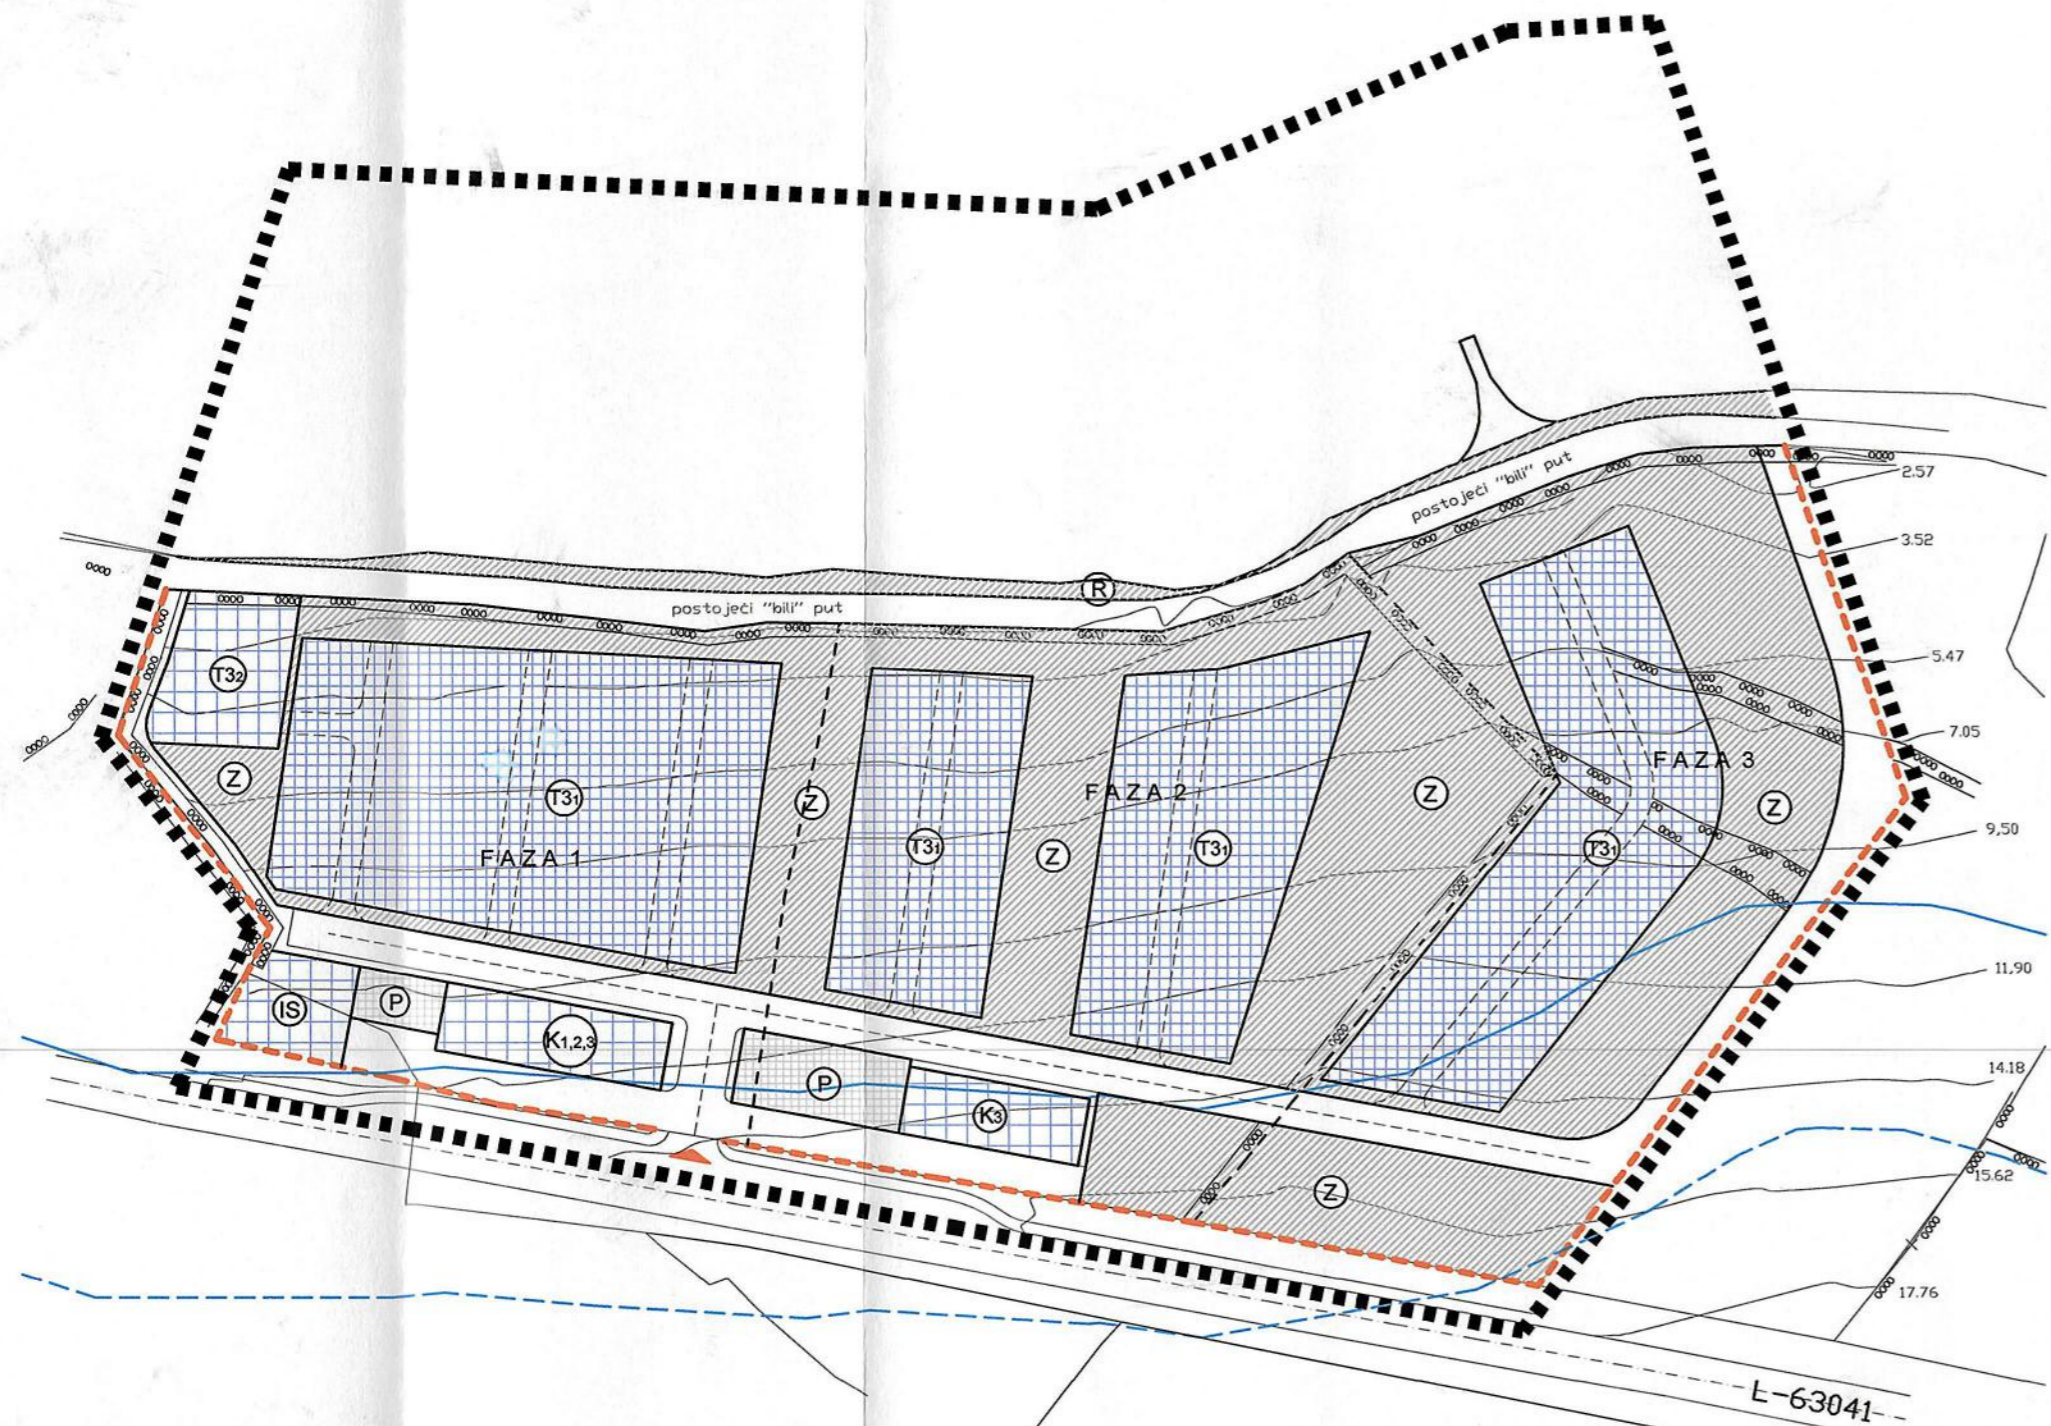 postojeći "bili" put
2.57
3.52
R
postojeći "bili" put
5.47
T3₂
7.05
FAZA 3
Z
T3₁
Z
FAZA 2
Z
Z
9,50
FAZA 1
T3₁
Z
T3₁
T3₁
11.90
IS
P
K1,2,3
P
14.18
K3
15.62
Z
17.76
L-63041